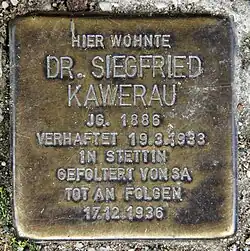 HIER WOHNTE
DR. SIEGFRIED
KAWERAU
JG. 1886
VERHAFTET 19.3.1933
IN STETTIN
GEFOLTERT VON SA
TOT AN FOLGEN
17.12.1936